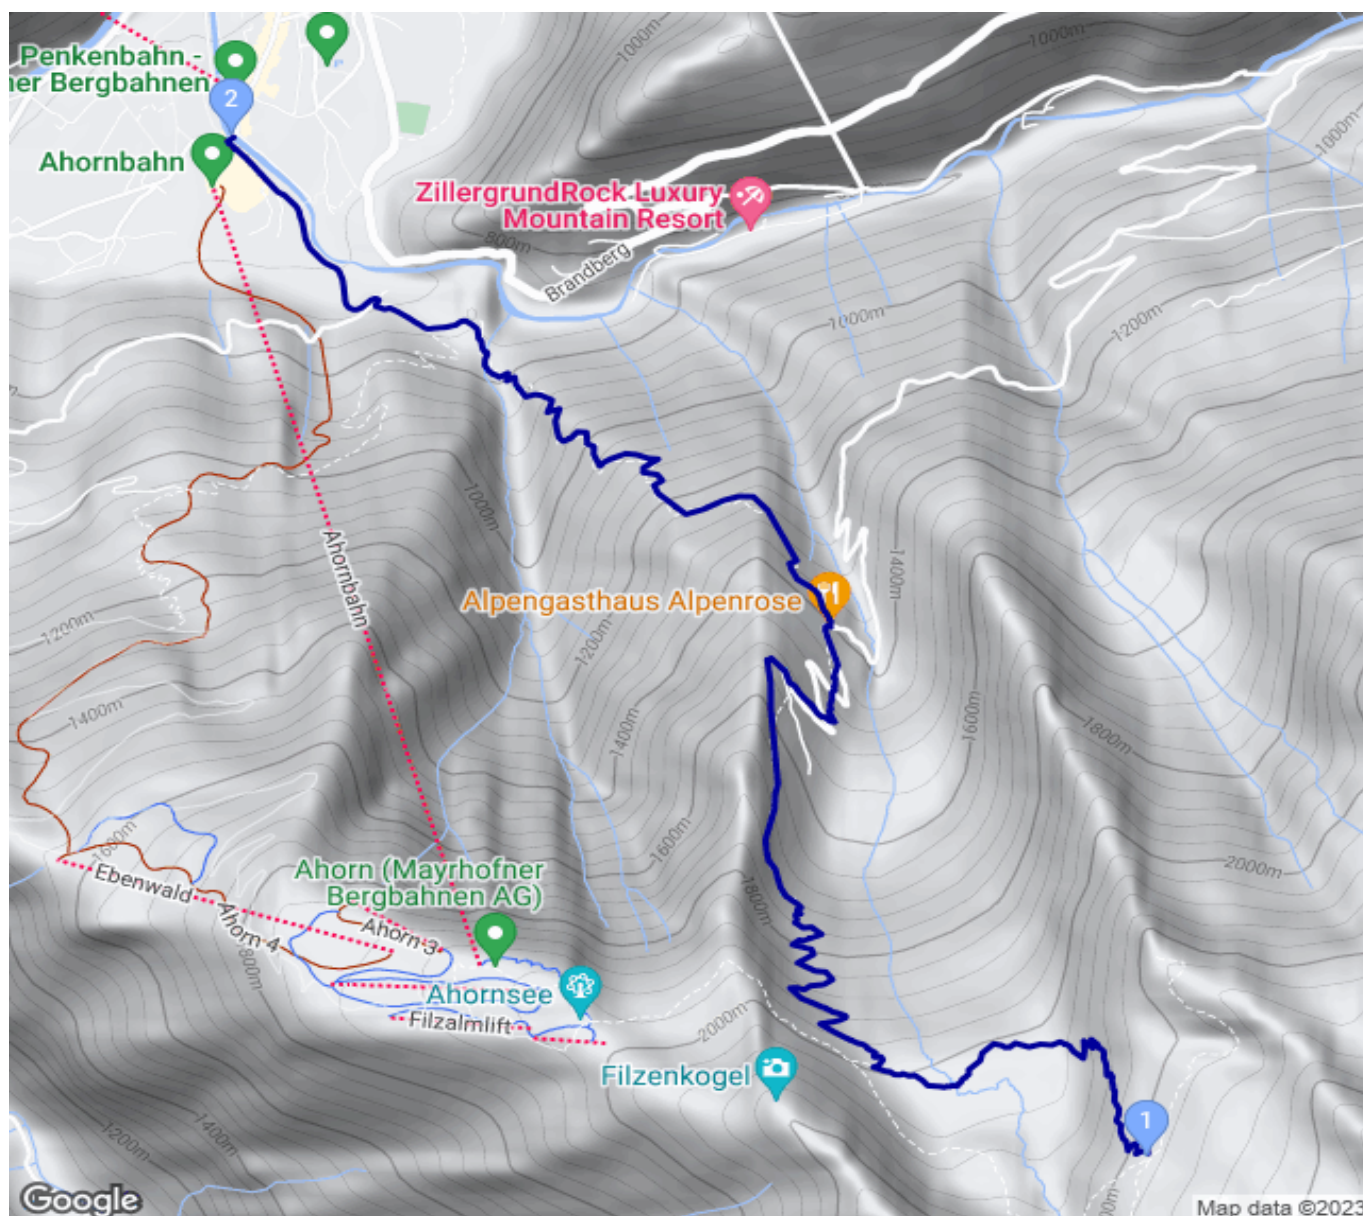 1000m
1000m
Penkenbahn -
ner Bergbahnen
2
Ahornbahn
1000m
ZillergrundRock Luxury
Mountain Resort
800m
Brandberg
1000m
1200m
1000m
Ahornbahn
1400m
Alpengasthaus Alpenrose
1200m
1200m
1400m
1400m
1600m
1800m
1600m
1600m
2000m
Ebenwald
Ahorn (Mayrhofner
Bergbahnen AG)
1800m
Ahorn 4
Ahorn 3
800m
Ahornsee
Filzalmlift
2000m
Filzenkogel
1
1200m
1400m
Google
Map data ©2023